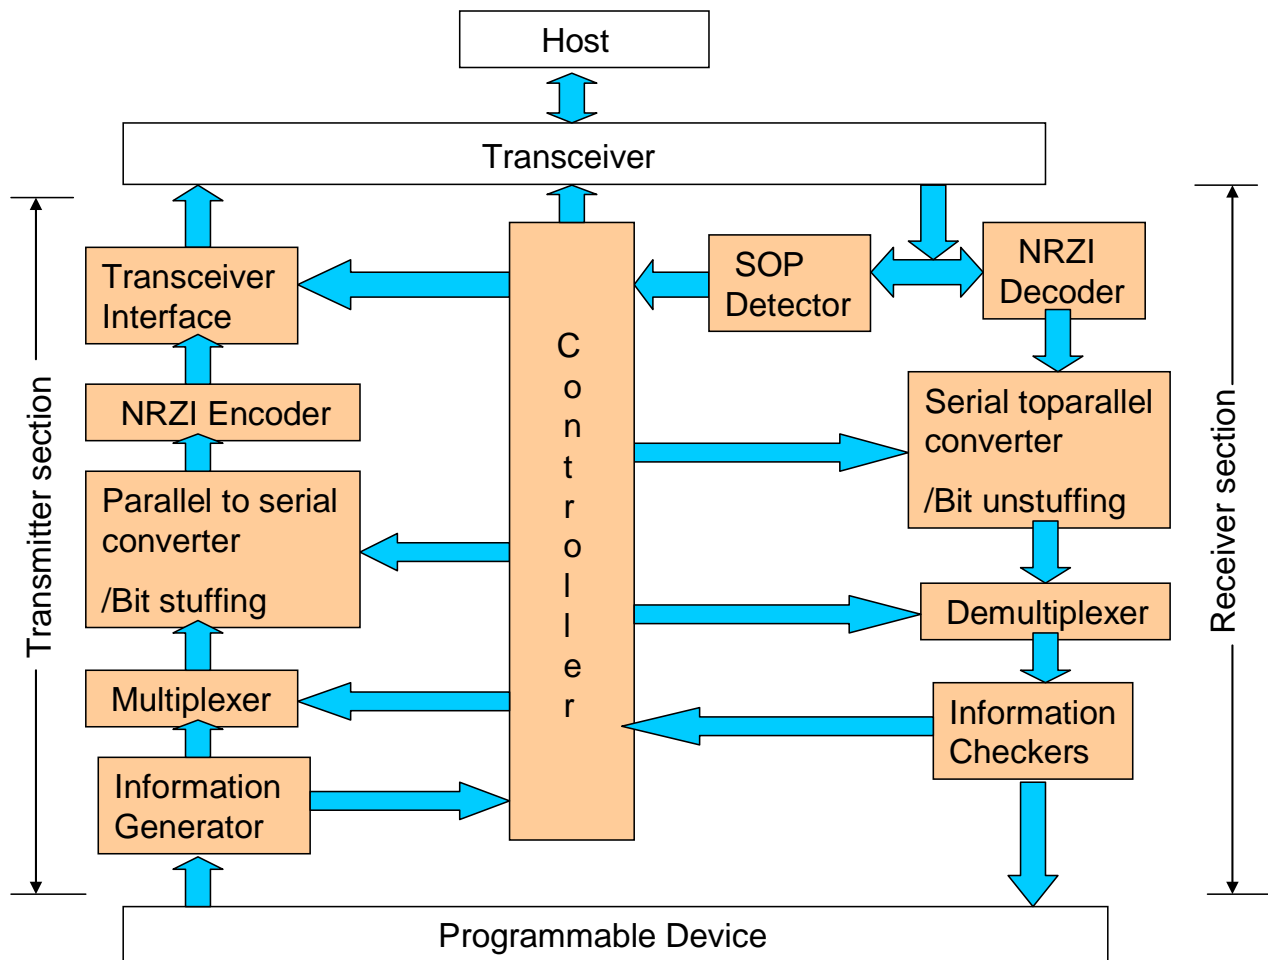 Host
Transceiver
Transceiver
Interface
NRZI Encoder
Parallel to serial
converter
/Bit stuffing
Multiplexer
Information
Generator
Transmitter section
Controller
SOP
Detector
NRZI
Decoder
Serial toparallel
converter
/Bit unstuffing
Demultiplexer
Information
Checkers
Receiver section
Programmable Device